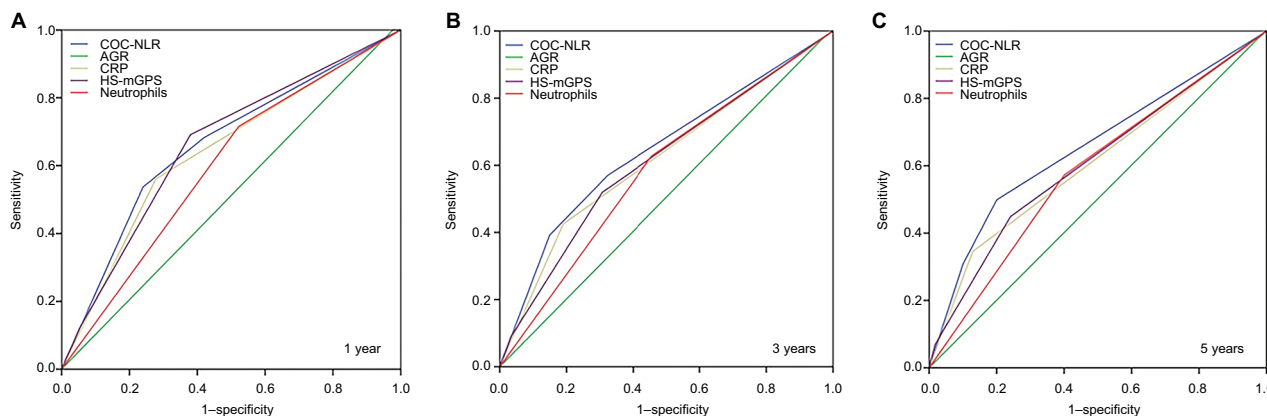 A
COC-NLR
AGR
CRP
HS-mGPS
Neutrophils
Sensitivity
1.0
0.8
0.6
0.4
0.2
0.0
0.0 0.2 0.4 0.6 0.8 1.0
1–specificity
1 year
B
COC-NLR
AGR
CRP
HS-mGPS
Neutrophils
Sensitivity
1.0
0.8
0.6
0.4
0.2
0.0
0.0 0.2 0.4 0.6 0.8 1.0
1–specificity
3 years
C
COC-NLR
AGR
CRP
HS-mGPS
Neutrophils
Sensitivity
1.0
0.8
0.6
0.4
0.2
0.0
0.0 0.2 0.4 0.6 0.8 1.0
1–specificity
5 years